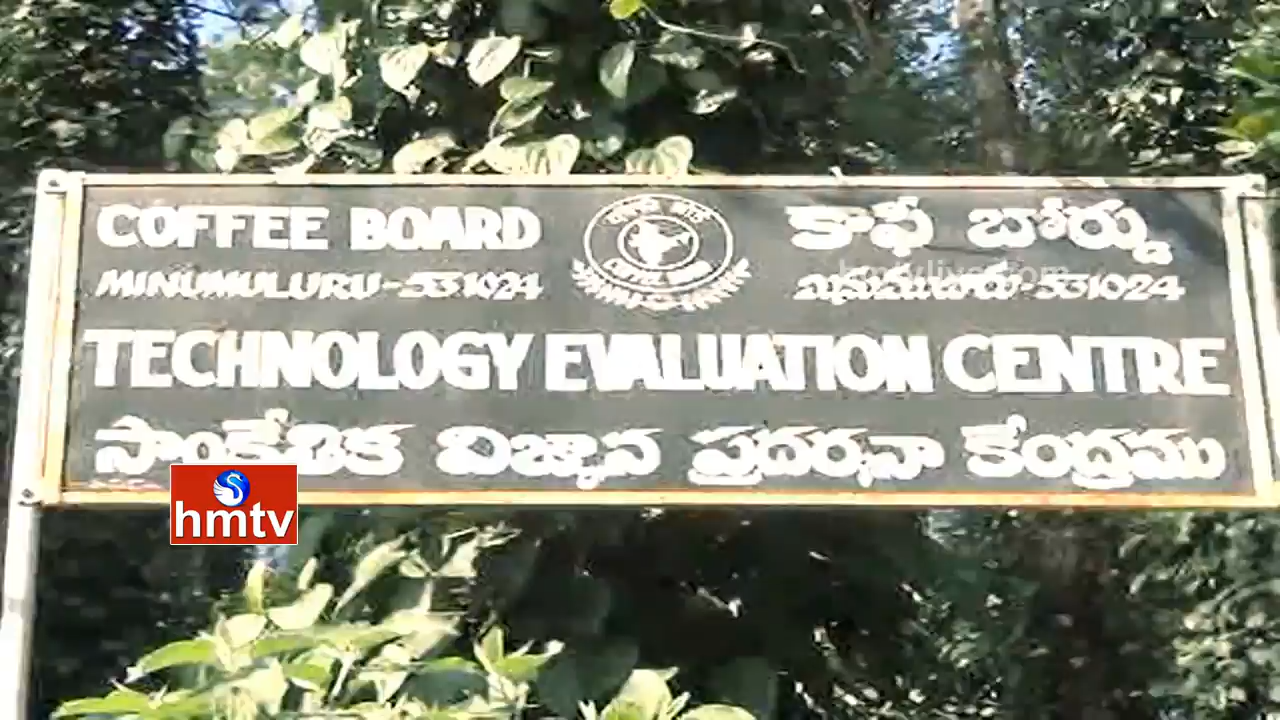 COFFEE BOARD
MINUMULURU-531024
కాఫీ బోర్డు
మినుములూరు-531024
TECHNOLOGY EVALUATION CENTRE
సాంకేతిక విజ్ఞాన ప్రదర్శనా కేంద్రము
hmtv